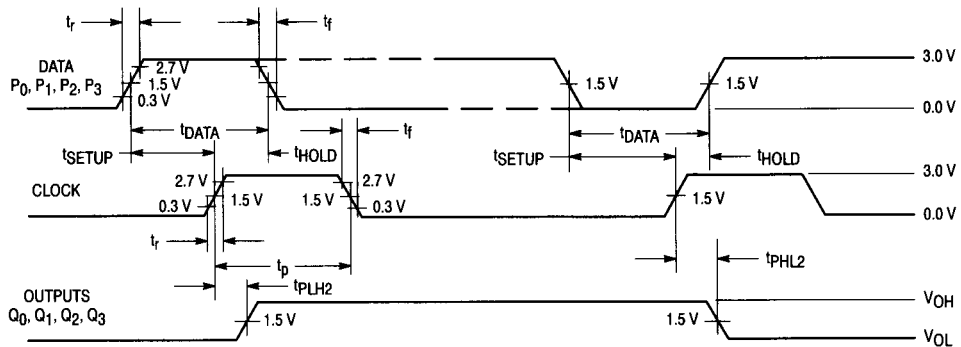 tr
tf
DATA
P0, P1, P2, P3
2.7 V
1.5 V
0.3 V
1.5 V
1.5 V
3.0 V
0.0 V
tDATA
tf
tDATA
tSETUP
tHOLD
tSETUP
tHOLD
CLOCK
2.7 V
0.3 V
1.5 V
2.7 V
1.5 V
0.3 V
1.5 V
3.0 V
0.0 V
tr
tp
tPLH2
tPHL2
OUTPUTS
Q0, Q1, Q2, Q3
1.5 V
1.5 V
VOH
VOL